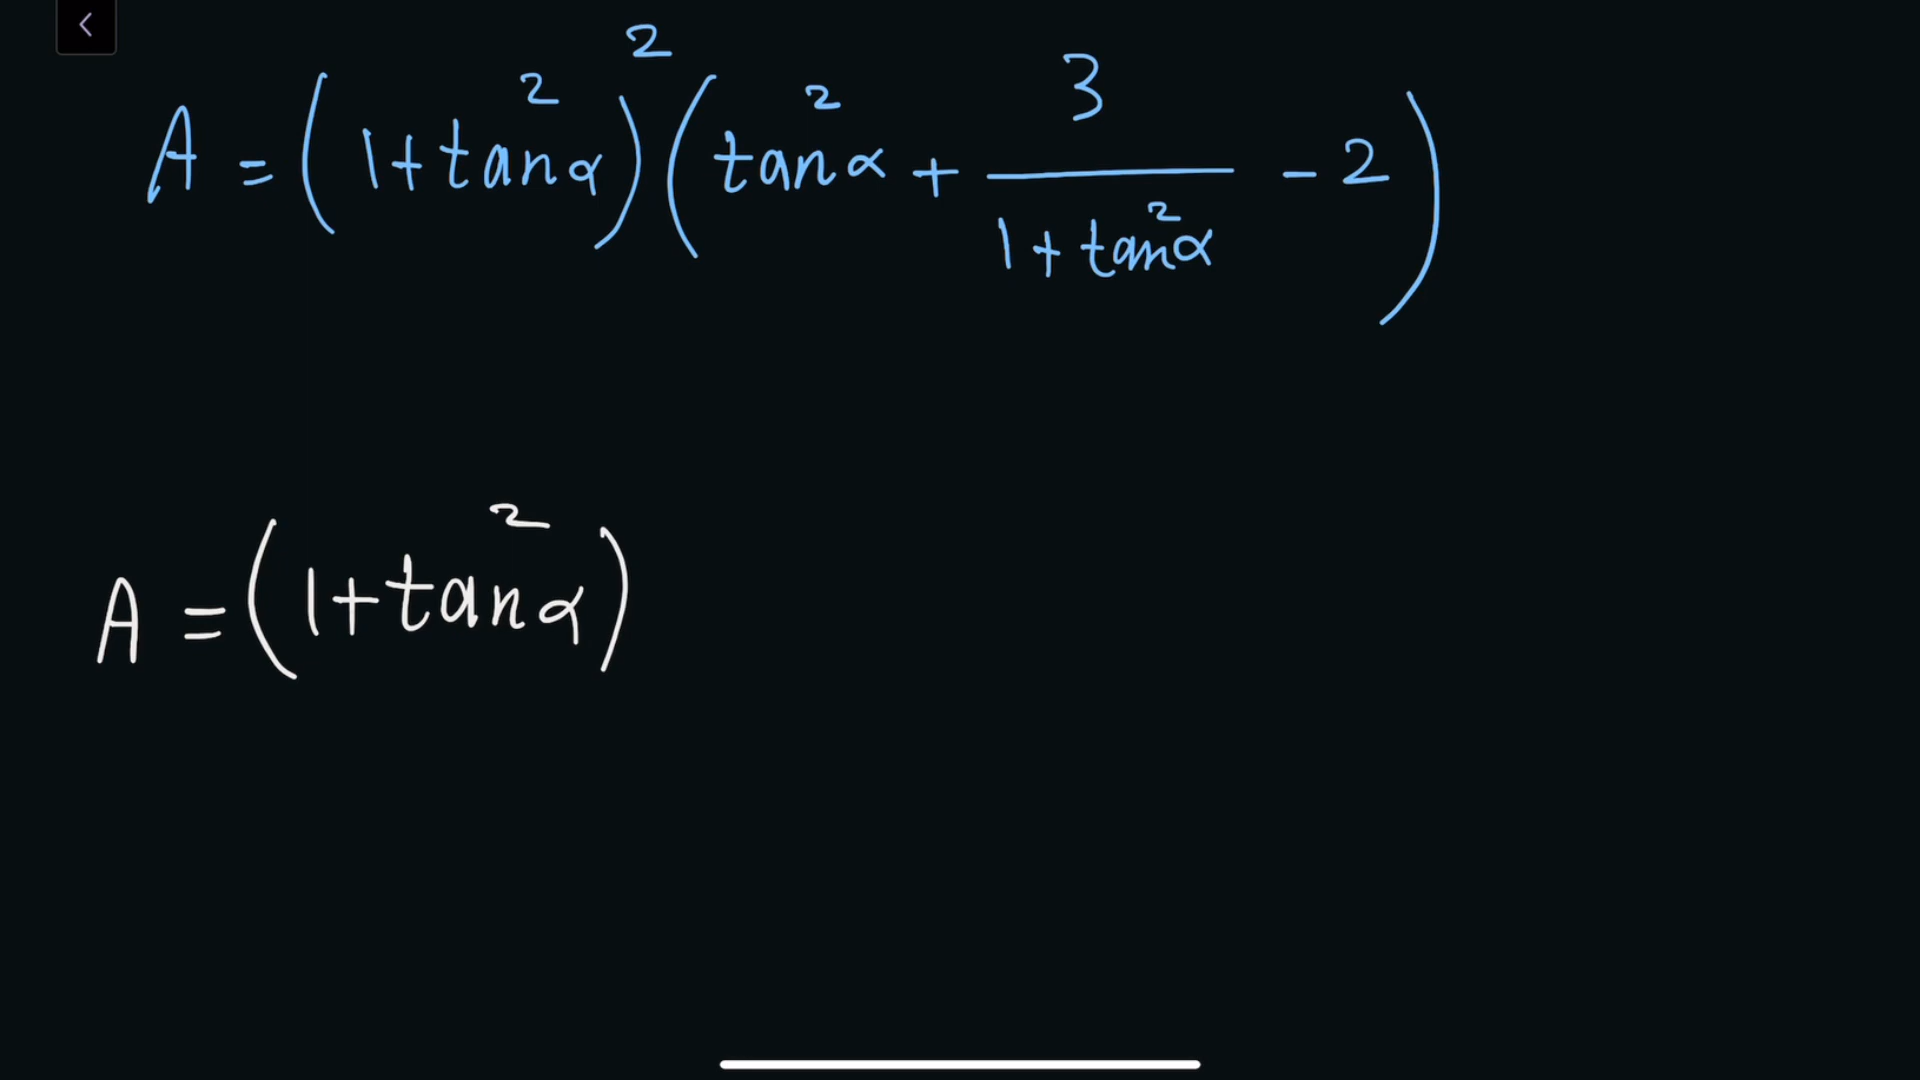 A = (1 + tan²α)² (tan²α + 3/(1 + tan²α) - 2)
A = (1 + tan²α)